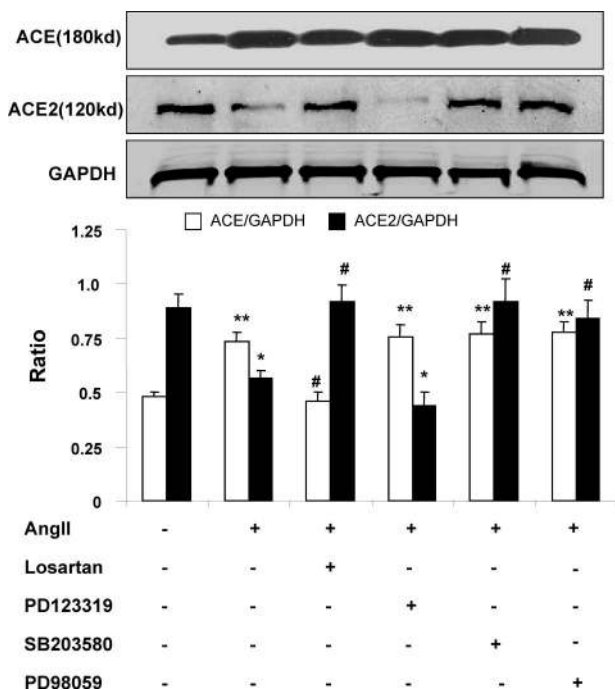 ACE(180kd)
ACE2(120kd)
GAPDH
ACE/GAPDH ACE2/GAPDH
Ratio
1.25
1.0
0.75
0.5
0.25
0
** * # # ** * ** # ** #
AngII - + + + + +
Losartan - - + - - -
PD123319 - - - + - -
SB203580 - - - - + -
PD98059 - - - - - +